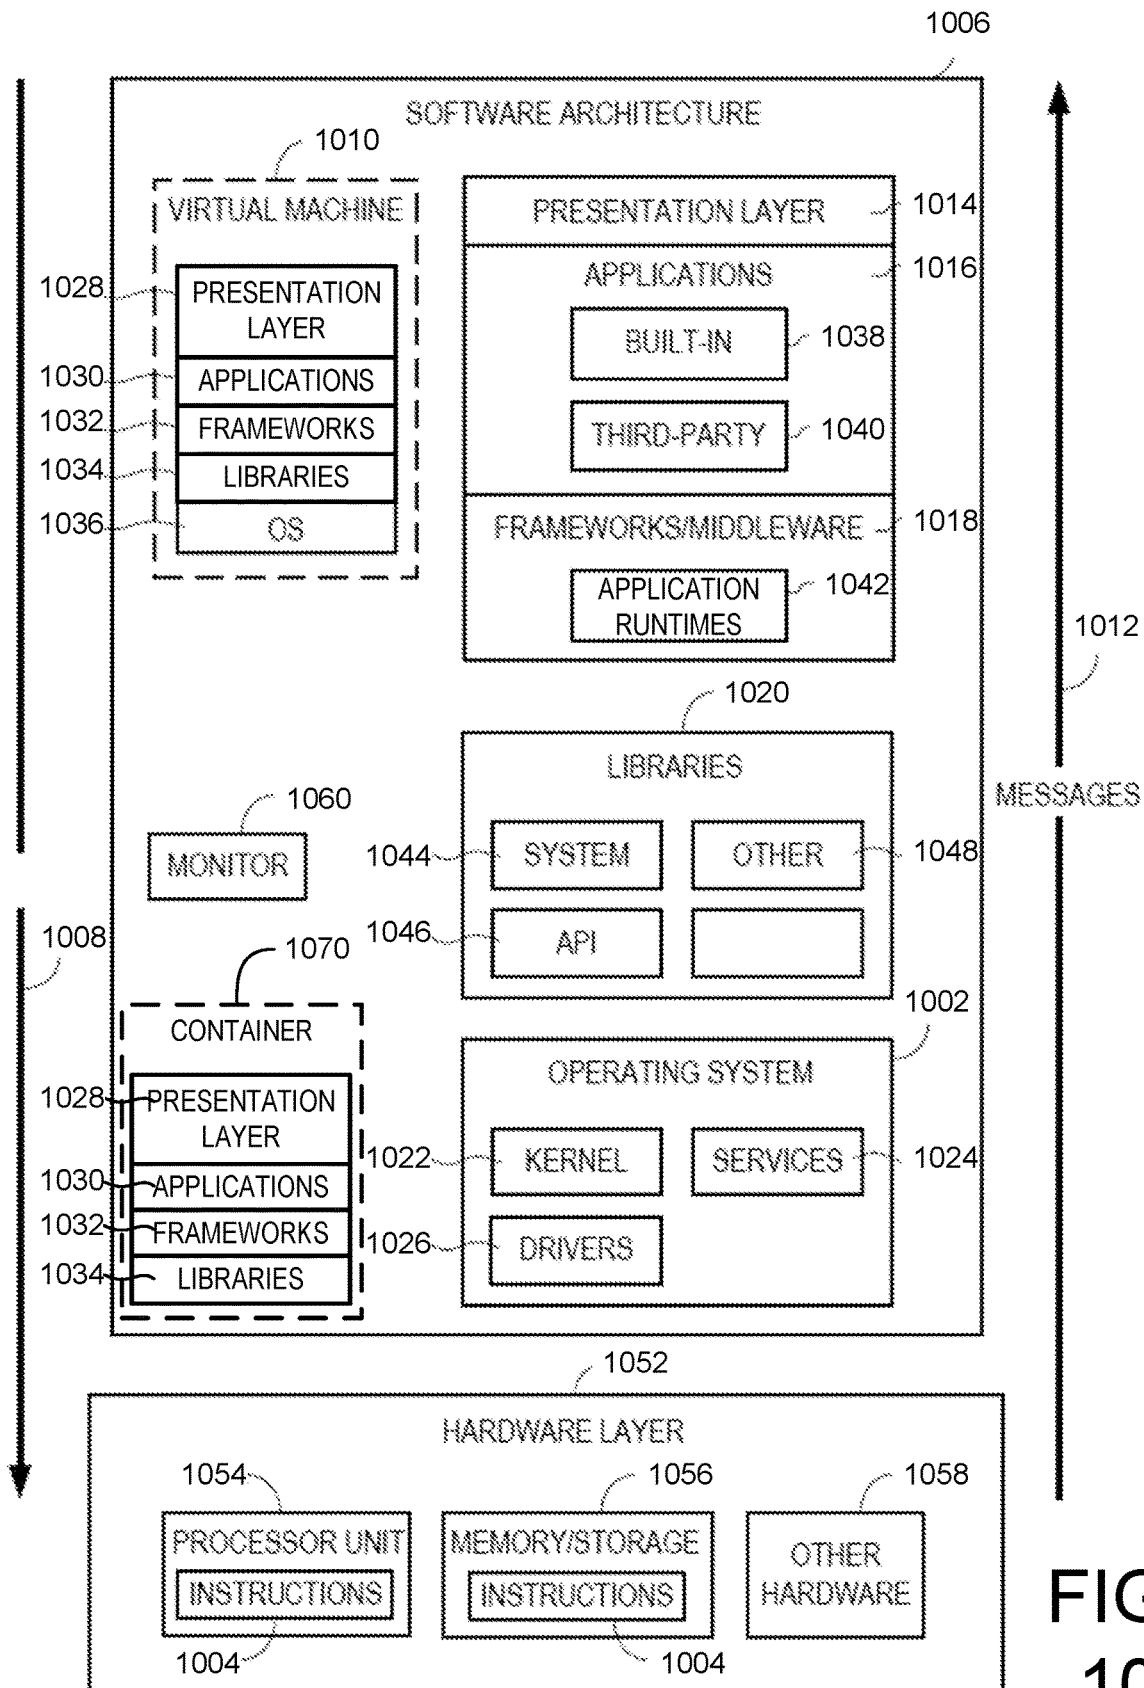 1006
SOFTWARE ARCHITECTURE
1010
VIRTUAL MACHINE
1028
PRESENTATION
LAYER
1030
APPLICATIONS
1032
FRAMEWORKS
1034
LIBRARIES
1036
OS
PRESENTATION LAYER
1014
APPLICATIONS
1016
BUILT-IN
1038
THIRD-PARTY
1040
FRAMEWORKS/MIDDLEWARE
1018
APPLICATION
RUNTIMES
1042
1012
MESSAGES
1020
LIBRARIES
1044
SYSTEM
OTHER
1048
1046
API
1060
MONITOR
1008
1070
CONTAINER
1028
PRESENTATION
LAYER
1030
APPLICATIONS
1032
FRAMEWORKS
1034
LIBRARIES
1002
OPERATING SYSTEM
1022
KERNEL
SERVICES
1024
1026
DRIVERS
1052
HARDWARE LAYER
1054
PROCESSOR UNIT
INSTRUCTIONS
1004
1056
MEMORY/STORAGE
INSTRUCTIONS
1004
1058
OTHER
HARDWARE
FIG
10